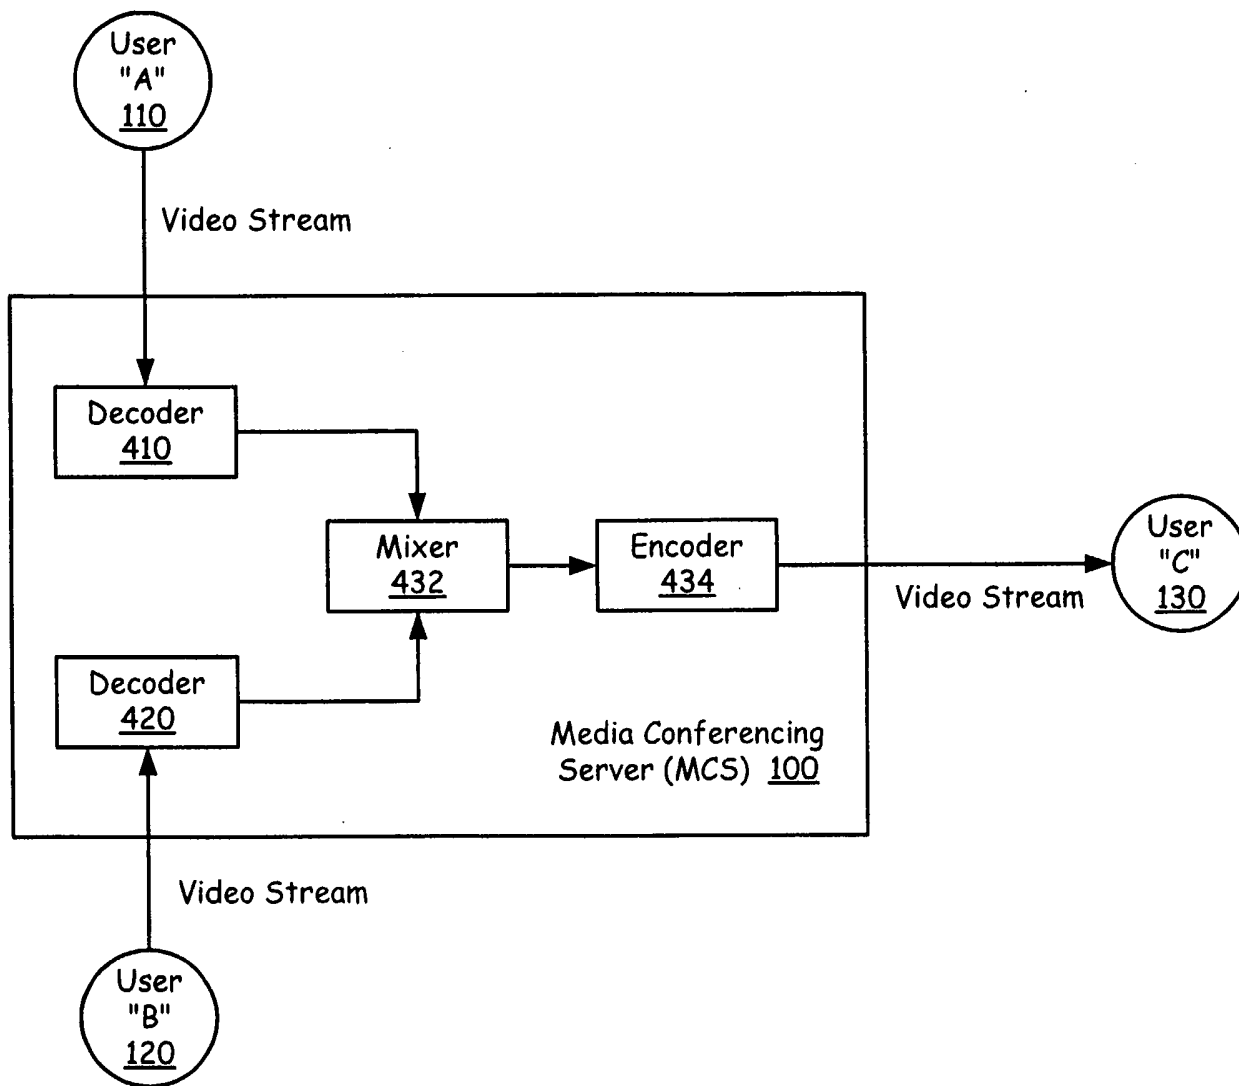 User
"A"
110
Video Stream
Decoder
410
Mixer
432
Encoder
434
User
"C"
130
Video Stream
Decoder
420
Media Conferencing
Server (MCS) 100
Video Stream
User
"B"
120